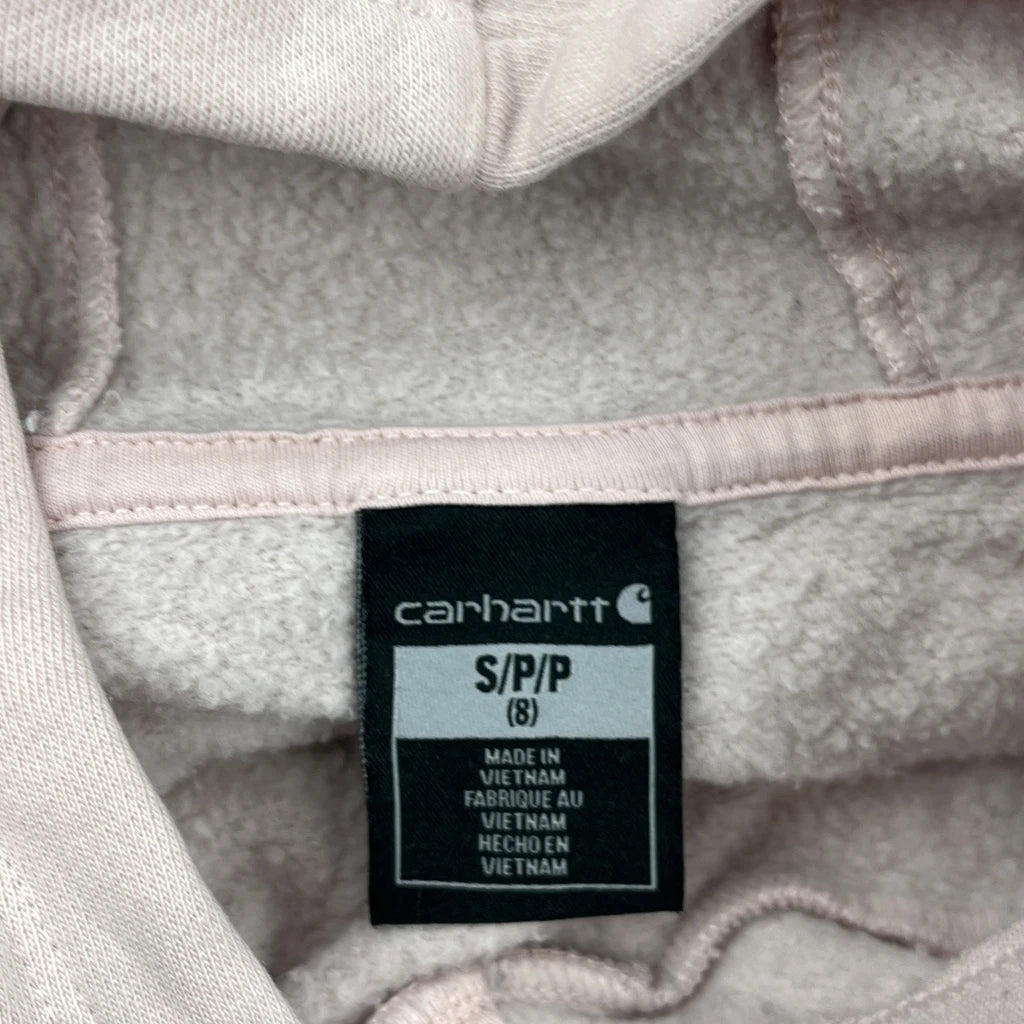 carhartt
S/P/P
(8)
MADE IN
VIETNAM
FABRIQUE AU
VIETNAM
HECHO EN
VIETNAM